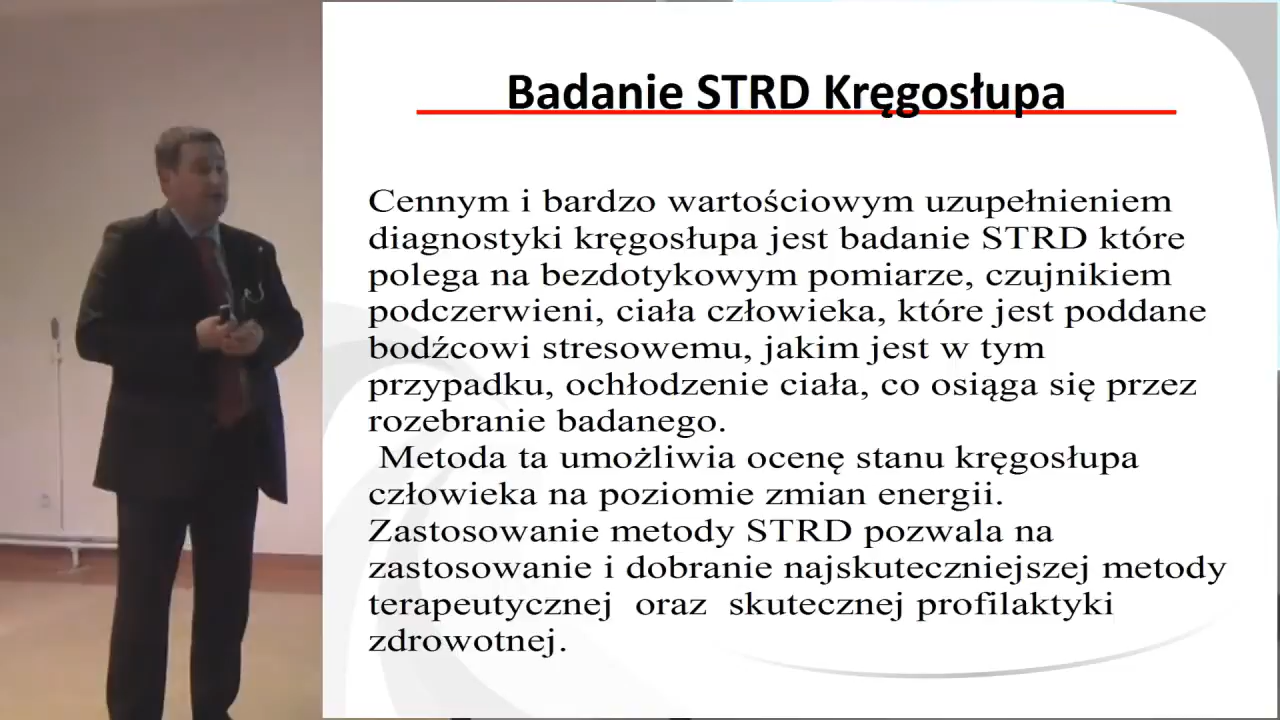 Badanie STRD Kręgosłupa
Cennym i bardzo wartościowym uzupełnieniem
diagnostyki kręgosłupa jest badanie STRD które
polega na bezdotykowym pomiarze, czujnikiem
podczerwieni, ciała człowieka, które jest poddane
bodźcowi stresowemu, jakim jest w tym
przypadku, ochłodzenie ciała, co osiąga się przez
rozebranie badanego.
Metoda ta umożliwia ocenę stanu kręgosłupa
człowieka na poziomie zmian energii.
Zastosowanie metody STRD pozwala na
zastosowanie i dobranie najskuteczniejszej metody
terapeutycznej oraz skutecznej profilaktyki
zdrowotnej.